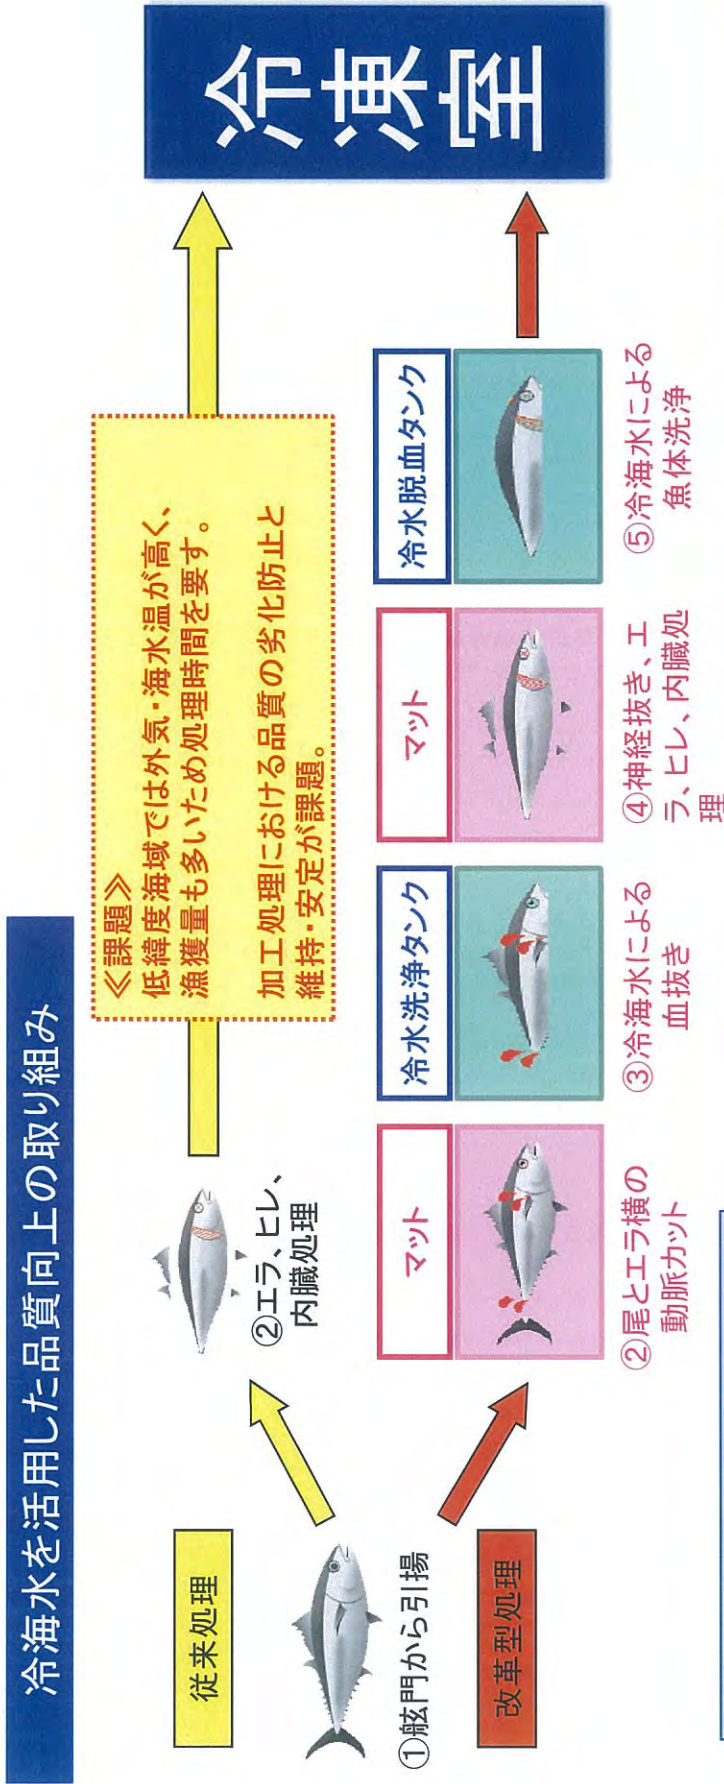 冷海水を活用した品質向上の取り組み
従来処理
①舷門から引揚
改革型処理
②エラ、ヒレ、
内臓処理
≪課題≫
低緯度海域では外気・海水温が高く、
漁獲量も多いため処理時間を要す。
加工処理における品質の劣化防止と
維持・安定が課題。
マット
②尾とエラ横の
動脈カット
冷水洗浄タンク
③冷海水による
血抜き
マット
④神経抜き、エ
ラ、ヒレ、内臓処
理
冷水脱血タンク
⑤冷海水による
魚体洗浄
冷凍室